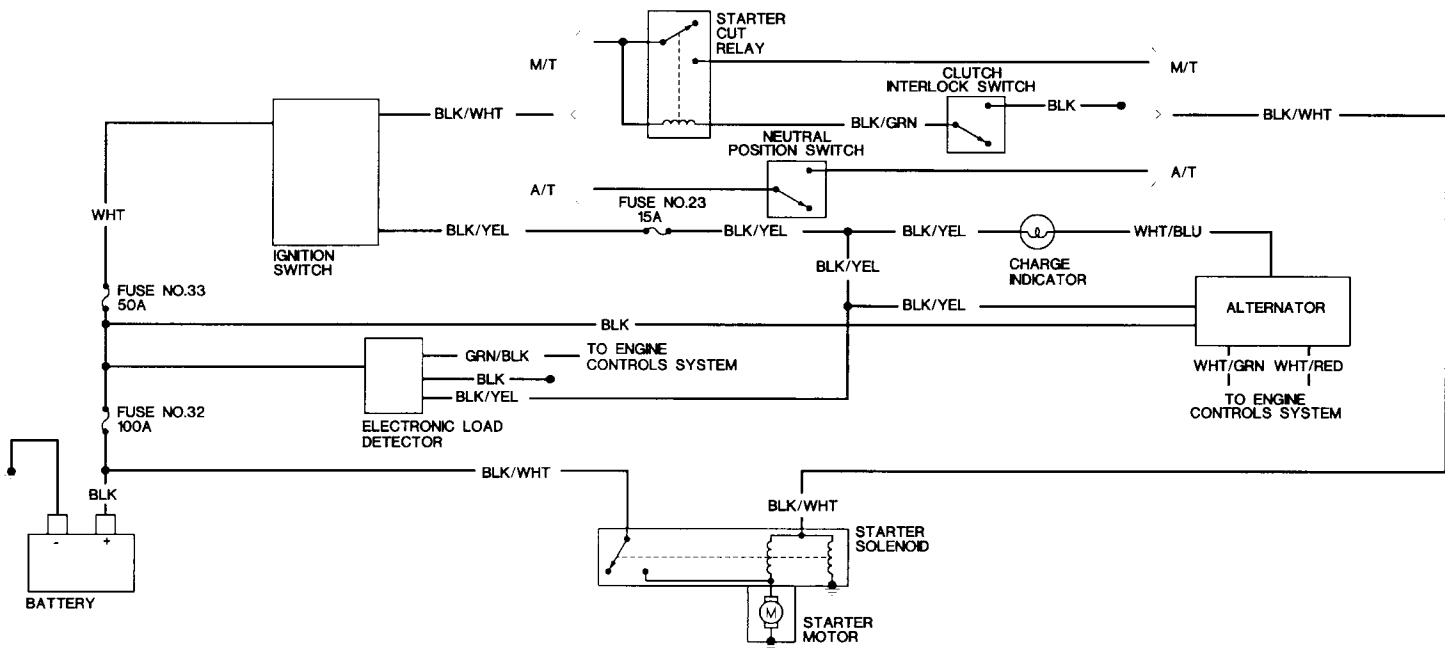 STARTER
CUT
RELAY
M/T
M/T
CLUTCH
INTERLOCK SWITCH
BLK/WHT
BLK
BLK/WHT
BLK/GRN
NEUTRAL
POSITION SWITCH
A/T
A/T
WHT
FUSE NO.23
15A
BLK/YEL
BLK/YEL
BLK/YEL
WHT/BLU
IGNITION
SWITCH
BLK/YEL
CHARGE
INDICATOR
FUSE NO.33
50A
BLK/YEL
ALTERNATOR
BLK
GRN/BLK
TO ENGINE
CONTROLS SYSTEM
BLK
BLK/YEL
WHT/GRN WHT/RED
TO ENGINE
CONTROLS SYSTEM
FUSE NO.32
100A
ELECTRONIC LOAD
DETECTOR
BLK/WHT
BLK
BLK/WHT
- +
STARTER
SOLENOID
BATTERY
M
STARTER
MOTOR